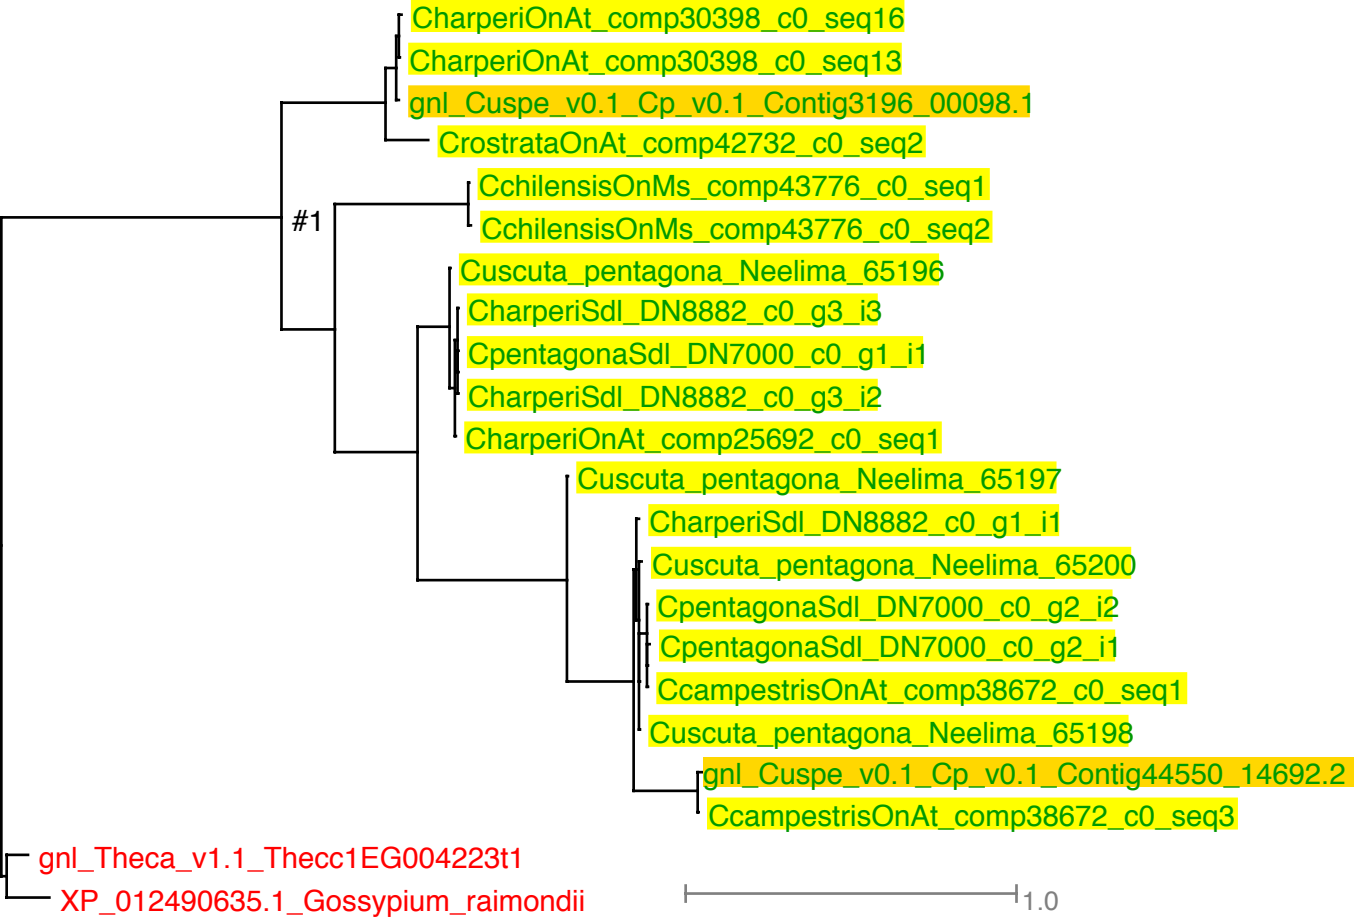 CharperiOnAt_comp30398_c0_seq16
CharperiOnAt_comp30398_c0_seq13
gnl_Cuspe_v0.1_Cp_v0.1_Contig3196_00098.1
CrostrataOnAt_comp42732_c0_seq2
CchilensisOnMs_comp43776_c0_seq1
#1
CchilensisOnMs_comp43776_c0_seq2
Cuscuta_pentagona_Neelima_65196
CharperiSdl_DN8882_c0_g3_i3
CpentagonaSdl_DN7000_c0_g1_i1
CharperiSdl_DN8882_c0_g3_i2
CharperiOnAt_comp25692_c0_seq1
Cuscuta_pentagona_Neelima_65197
CharperiSdl_DN8882_c0_g1_i1
Cuscuta_pentagona_Neelima_65200
CpentagonaSdl_DN7000_c0_g2_i2
CpentagonaSdl_DN7000_c0_g2_i1
CcampestrisOnAt_comp38672_c0_seq1
Cuscuta_pentagona_Neelima_65198
gnl_Cuspe_v0.1_Cp_v0.1_Contig44550_14692.2
CcampestrisOnAt_comp38672_c0_seq3
gnl_Theca_v1.1_Thecc1EG004223t1
XP_012490635.1_Gossypium_raimondii
1.0